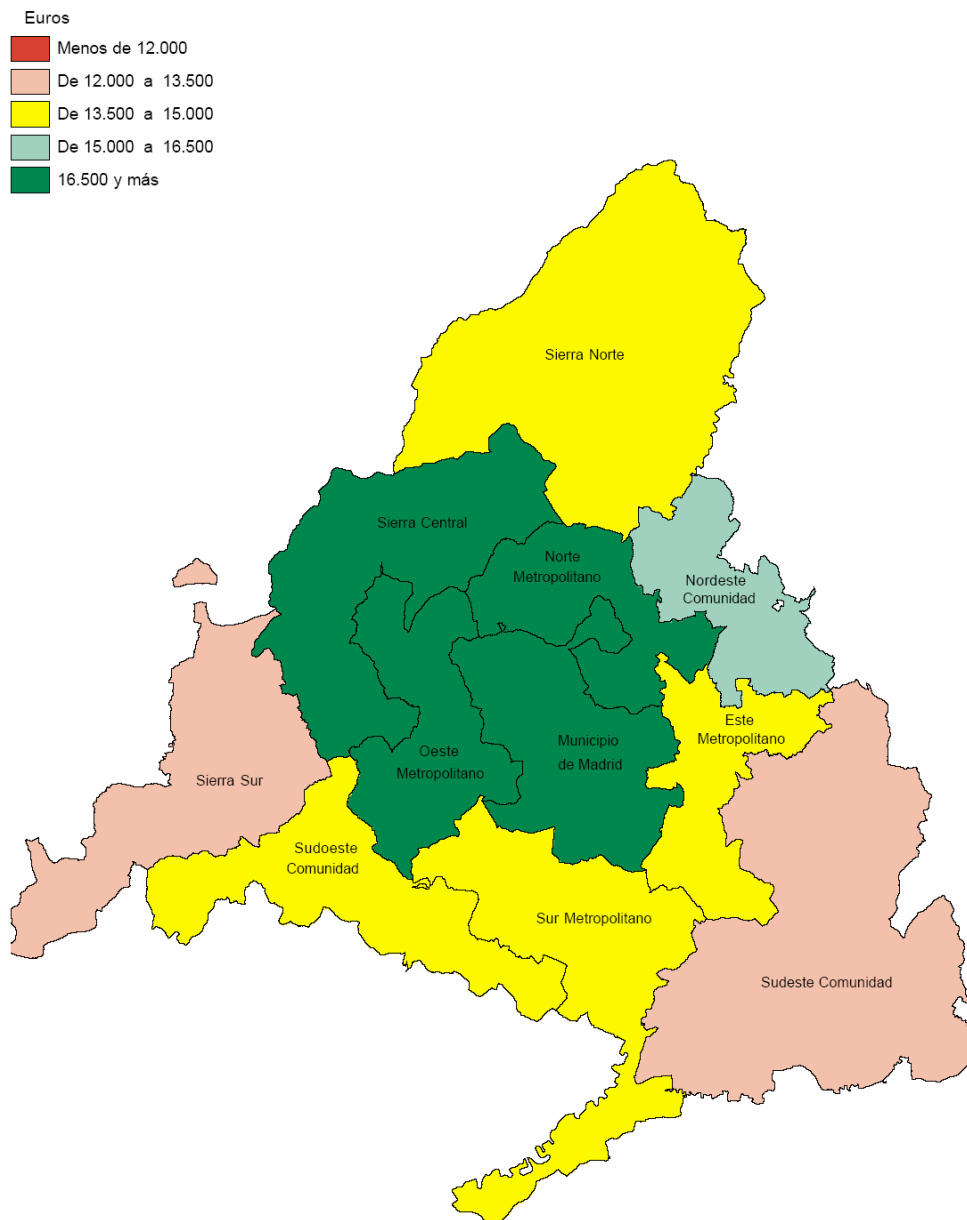 Euros
Menos de 12.000
De 12.000 a 13.500
De 13.500 a 15.000
De 15.000 a 16.500
16.500 y más
Sierra Norte
Sierra Central
Norte
Metropolitano
Nordeste
Comunidad
Este
Metropolitano
Municipio
de Madrid
Oeste
Metropolitano
Sierra Sur
Sudoeste
Comunidad
Sur Metropolitano
Sudeste Comunidad